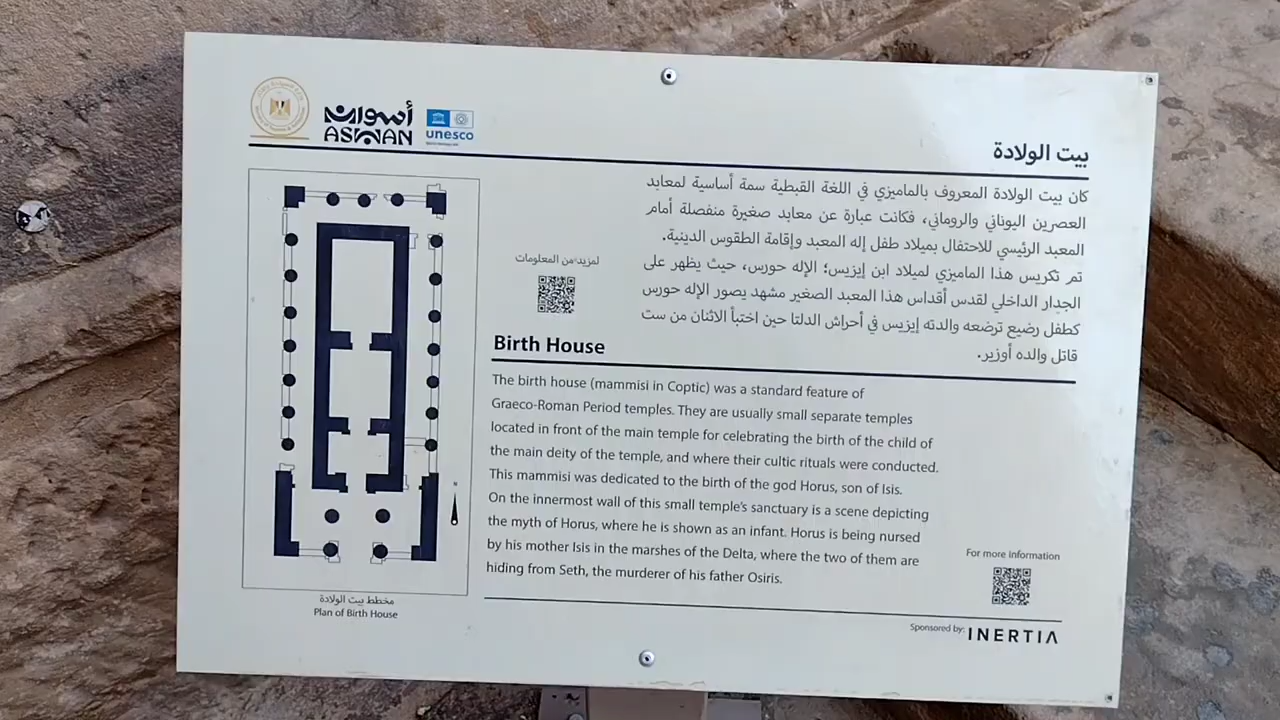 أسوان
ASWAN
unesco
بيت الولادة
كان بيت الولادة المعروف بالماميزي في اللغة القبطية سمة أساسية لمعابد
العصرين اليوناني والروماني، فكانت عبارة عن معابد صغيرة منفصلة أمام
المعبد الرئيسي للاحتفال بميلاد طفل إله المعبد وإقامة الطقوس الدينية.
تم تكريس هذا الماميزي لميلاد ابن إيزيس؛ الإله حورس، حيث يظهر على
الجدار الداخلي لقدس أقداس هذا المعبد الصغير مشهد يصور الإله حورس
كطفل رضيع ترضعه والدته إيزيس في أحراش الدلتا حين اختبأ الاثنان من ست
قاتل والده أوزير.
لمزيد من المعلومات
Birth House
The birth house (mammisi in Coptic) was a standard feature of
Graeco-Roman Period temples. They are usually small separate temples
located in front of the main temple for celebrating the birth of the child of
the main deity of the temple, and where their cultic rituals were conducted.
This mammisi was dedicated to the birth of the god Horus, son of Isis.
On the innermost wall of this small temple's sanctuary is a scene depicting
the myth of Horus, where he is shown as an infant. Horus is being nursed
by his mother Isis in the marshes of the Delta, where the two of them are
hiding from Seth, the murderer of his father Osiris.
For more information
مخطط بيت الولادة
Plan of Birth House
Sponsored by: INERTIA